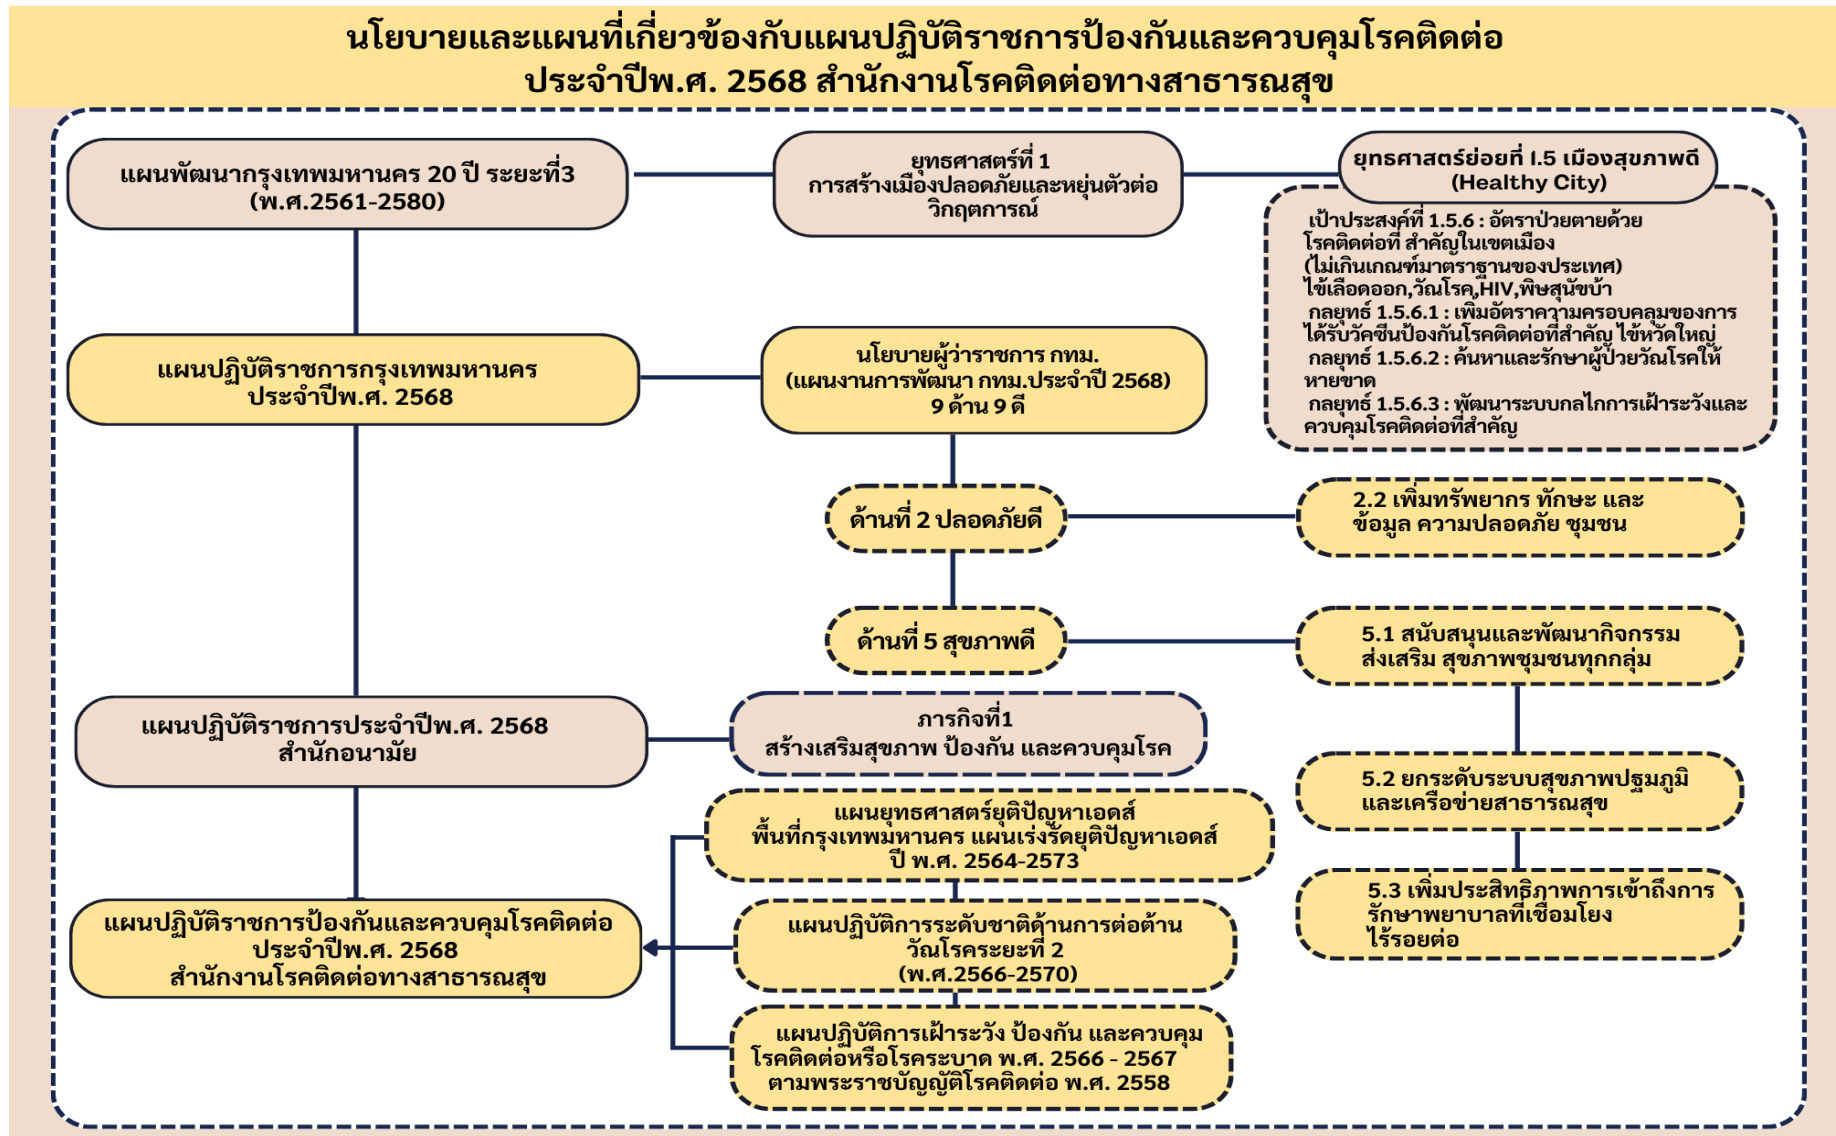 นโยบายและแผนที่เกี่ยวข้องกับแผนปฏิบัติราชการป้องกันและควบคุมโรคติดต่อ
ประจำปีพ.ศ. 2568 สำนักงานโรคติดต่อทางสาธารณสุข
แผนพัฒนากรุงเทพมหานคร 20 ปี ระยะที่3
(พ.ศ.2561-2580)
ยุทธศาสตร์ที่ 1
การสร้างเมืองปลอดภัยและหยุ่นตัวต่อ
วิกฤตการณ์
ยุทธศาสตร์ย่อยที่ 1.5 เมืองสุขภาพดี
(Healthy City)
เป้าประสงค์ที่ 1.5.6 : อัตราป่วยตายด้วย
โรคติดต่อที่ สำคัญในเขตเมือง
(ไม่เกินเกณฑ์มาตราฐานของประเทศ)
ไข้เลือดออก,วัณโรค,HIV,พิษสุนัขบ้า
กลยุทธ์ 1.5.6.1 : เพิ่มอัตราความครอบคลุมของการ
ได้รับวัคซีนป้องกันโรคติดต่อที่สำคัญ ไข้หวัดใหญ่
กลยุทธ์ 1.5.6.2 : ค้นหาและรักษาผู้ป่วยวัณโรคให้
หายขาด
กลยุทธ์ 1.5.6.3 : พัฒนาระบบกลไกการเฝ้าระวังและ
ควบคุมโรคติดต่อที่สำคัญ
แผนปฏิบัติราชการกรุงเทพมหานคร
ประจำปีพ.ศ. 2568
นโยบายผู้ว่าราชการ กทม.
(แผนงานการพัฒนา กทม.ประจำปี 2568)
9 ด้าน 9 ดี
ด้านที่ 2 ปลอดภัยดี
2.2 เพิ่มทรัพยากร ทักษะ และ
ข้อมูล ความปลอดภัย ชุมชน
ด้านที่ 5 สุขภาพดี
5.1 สนับสนุนและพัฒนากิจกรรม
ส่งเสริม สุขภาพชุมชนทุกกลุ่ม
แผนปฏิบัติราชการประจำปีพ.ศ. 2568
สำนักอนามัย
ภารกิจที่1
สร้างเสริมสุขภาพ ป้องกัน และควบคุมโรค
5.2 ยกระดับระบบสุขภาพปฐมภูมิ
และเครือข่ายสาธารณสุข
แผนยุทธศาสตร์ยุติปัญหาเอดส์
พื้นที่กรุงเทพมหานคร แผนเร่งรัดยุติปัญหาเอดส์
ปี พ.ศ. 2564-2573
5.3 เพิ่มประสิทธิภาพการเข้าถึงการ
รักษาพยาบาลที่เชื่อมโยง
ไร้รอยต่อ
แผนปฏิบัติราชการป้องกันและควบคุมโรคติดต่อ
ประจำปีพ.ศ. 2568
สำนักงานโรคติดต่อทางสาธารณสุข
แผนปฏิบัติการระดับชาติด้านการต่อต้าน
วัณโรคระยะที่ 2
(พ.ศ.2566-2570)
แผนปฏิบัติการเฝ้าระวัง ป้องกัน และควบคุม
โรคติดต่อหรือโรคระบาด พ.ศ. 2566 - 2567
ตามพระราชบัญญัติโรคติดต่อ พ.ศ. 2558